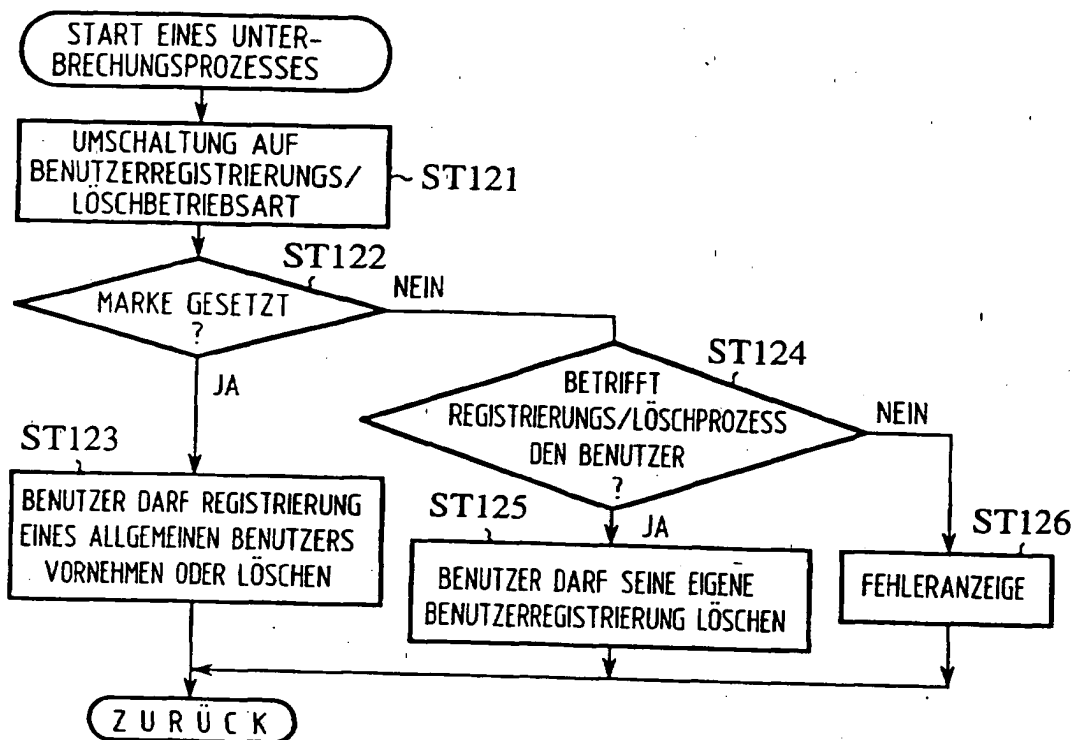 START EINES UNTER-
BRECHUNGSPROZESSES
UMSCHALTUNG AUF
BENUTZERREGISTRIERUNGS/
LÖSCHBETRIEBSART
ST121
ST122
MARKE GESETZT
?
NEIN
JA
ST124
BETRIFFT
REGISTRIERUNGS/LÖSCHPROZESS
DEN BENUTZER
?
NEIN
JA
ST123
BENUTZER DARF REGISTRIERUNG
EINES ALLGEMEINEN BENUTZERS
VORNEHMEN ODER LÖSCHEN
ST125
BENUTZER DARF SEINE EIGENE
BENUTZERREGISTRIERUNG LÖSCHEN
ST126
FEHLERANZEIGE
ZURÜCK